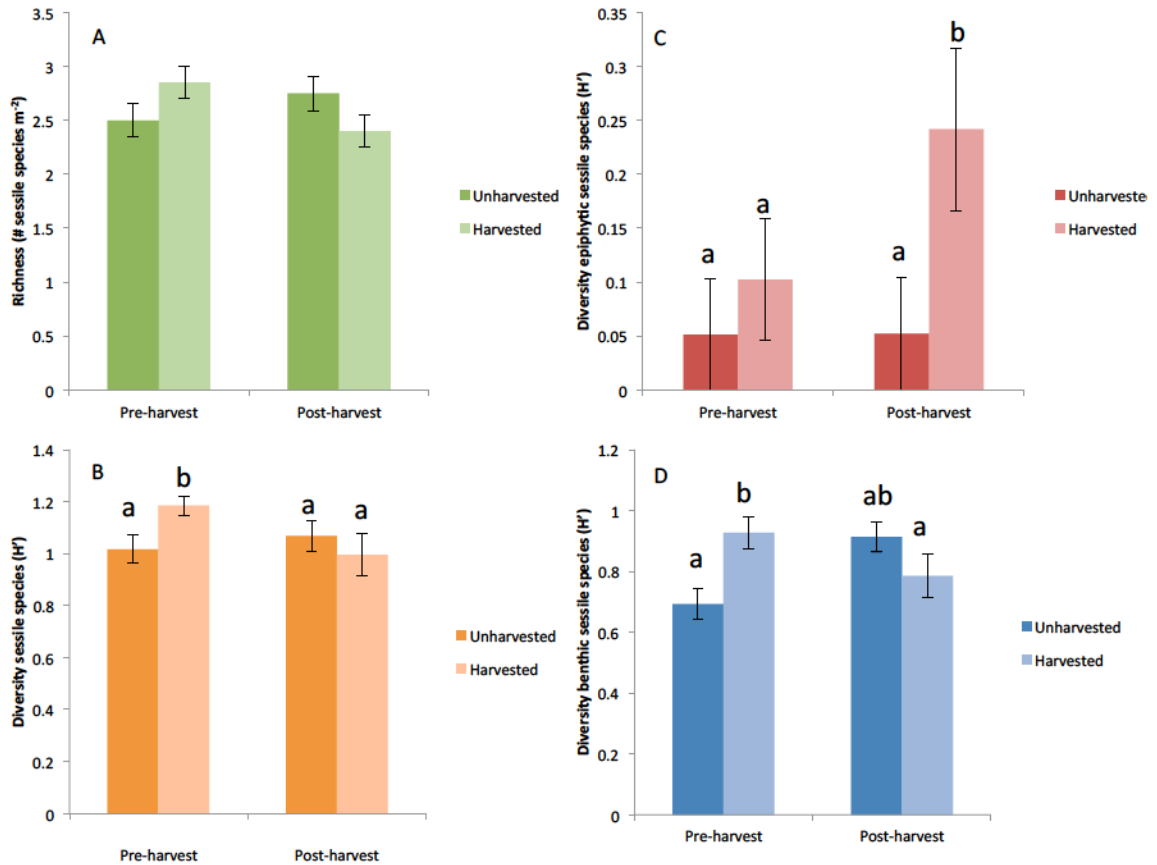 A
Richness (# sessile species m⁻²)
3.5
3
2.5
2
1.5
1
0.5
0
Pre-harvest
Post-harvest
Unharvested
Harvested
C
Diversity epiphytic sessile species (H')
0.35
0.3
0.25
0.2
0.15
0.1
0.05
0
a
a
a
b
Pre-harvest
Post-harvest
Unharveste
Harvested
B
Diversity sessile species (H')
1.4
1.2
1
0.8
0.6
0.4
0.2
0
a
b
a
a
Pre-harvest
Post-harvest
Unharvested
Harvested
D
Diversity benthic sessile species (H')
1.2
1
0.8
0.6
0.4
0.2
0
a
b
ab
a
Pre-harvest
Post-harvest
Unharvested
Harvested